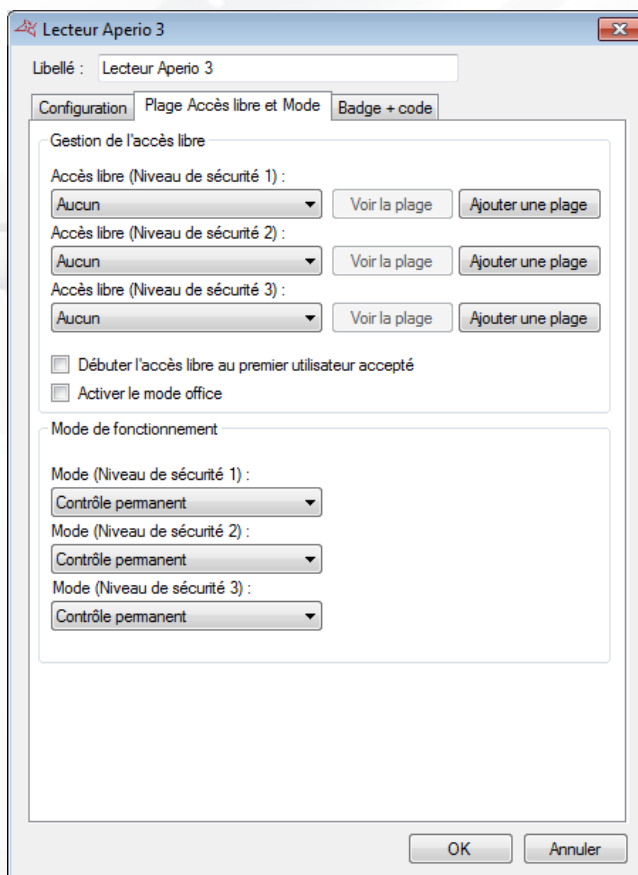 Lecteur Aperio 3
Libellé : Lecteur Aperio 3
Configuration Plage Accès libre et Mode Badge + code
Gestion de l'accès libre
Accès libre (Niveau de sécurité 1) :
Aucun Voir la plage Ajouter une plage
Accès libre (Niveau de sécurité 2) :
Aucun Voir la plage Ajouter une plage
Accès libre (Niveau de sécurité 3) :
Aucun Voir la plage Ajouter une plage
Débuter l'accès libre au premier utilisateur accepté
Activer le mode office
Mode de fonctionnement
Mode (Niveau de sécurité 1) :
Contrôle permanent
Mode (Niveau de sécurité 2) :
Contrôle permanent
Mode (Niveau de sécurité 3) :
Contrôle permanent
OK Annuler